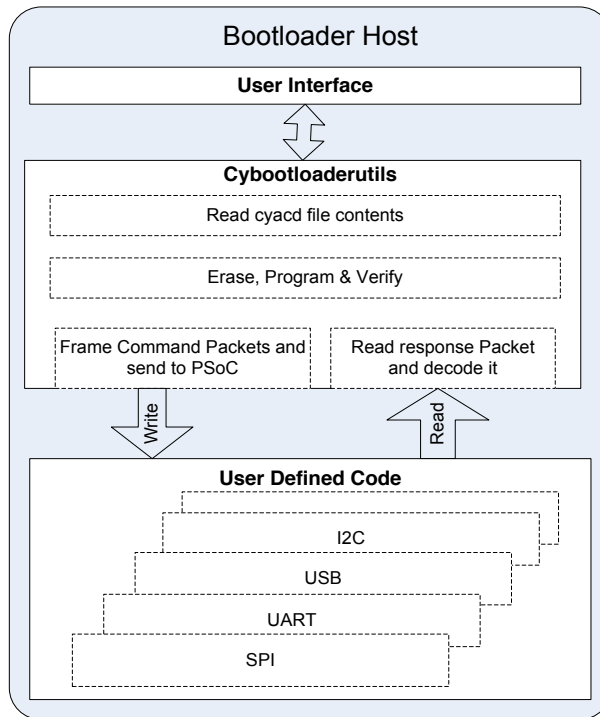 Bootloader Host
User Interface
Cybootloaderutils
Read cyacd file contents
Erase, Program & Verify
Frame Command Packets and
send to PSoC
Read response Packet
and decode it
Write
Read
User Defined Code
I2C
USB
UART
SPI